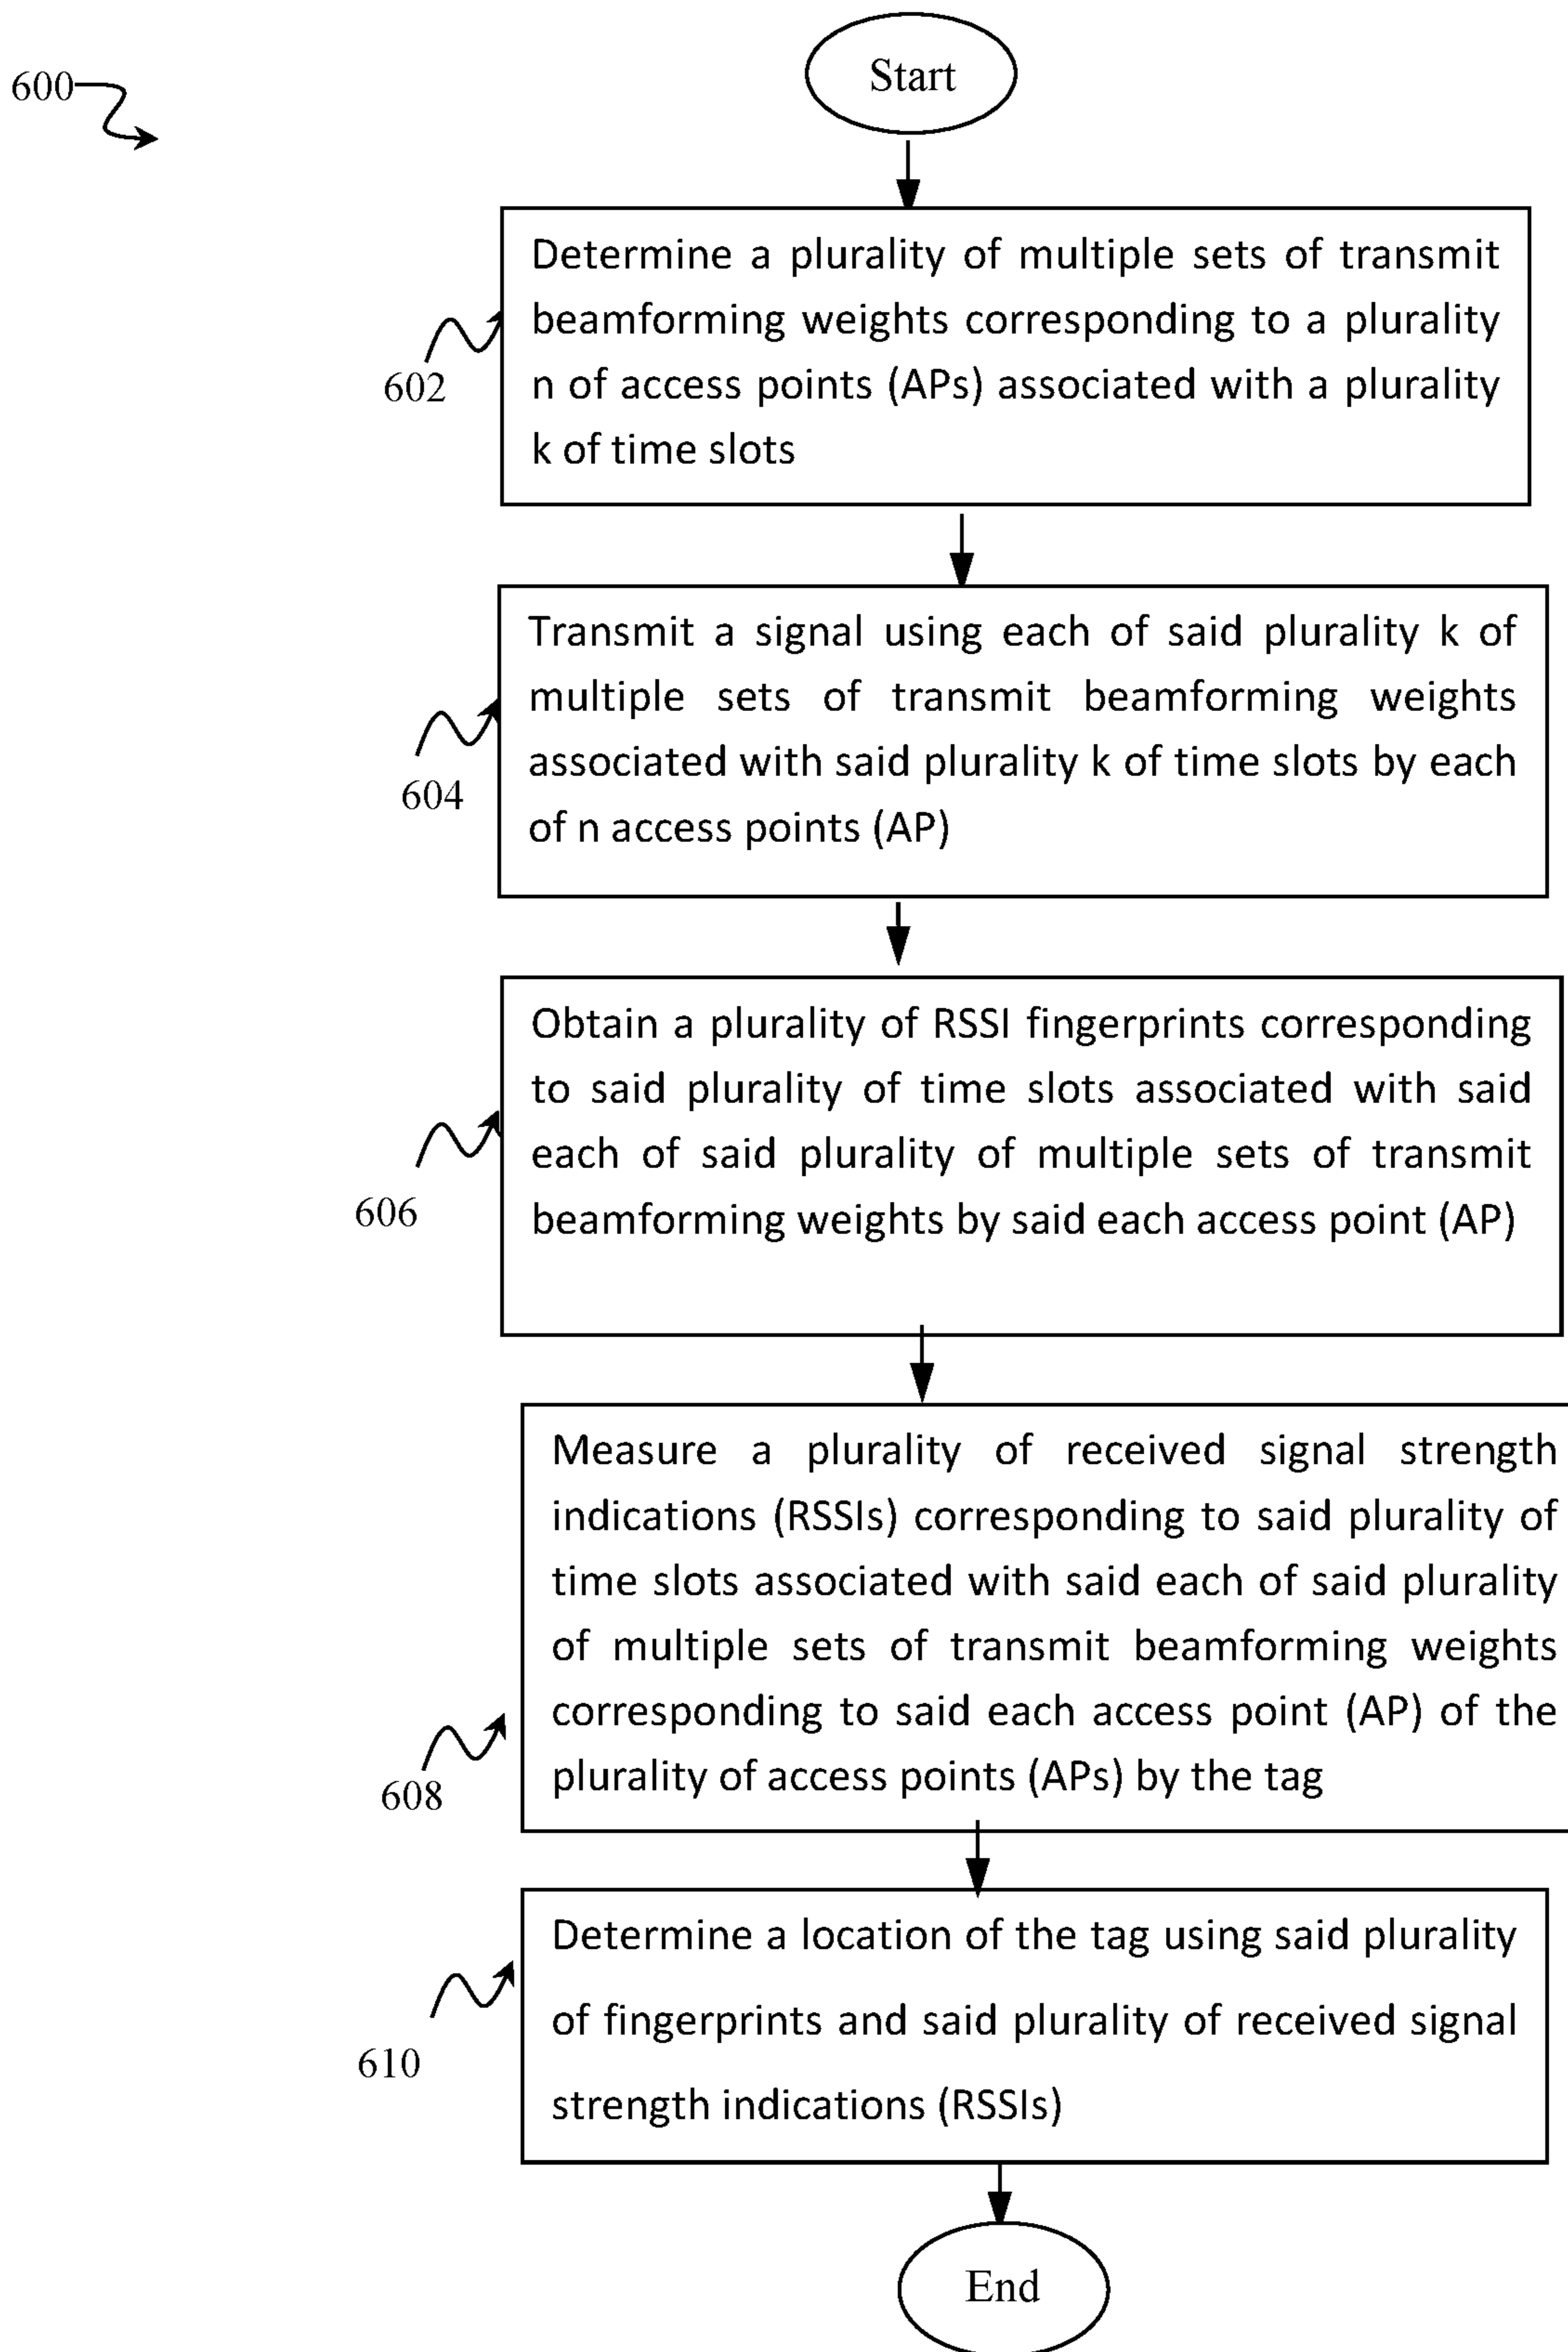 600
Start
Determine a plurality of multiple sets of transmit
beamforming weights corresponding to a plurality
n of access points (APs) associated with a plurality
k of time slots
602
Transmit a signal using each of said plurality k of
multiple sets of transmit beamforming weights
associated with said plurality k of time slots by each
of n access points (AP)
604
Obtain a plurality of RSSI fingerprints corresponding
to said plurality of time slots associated with said
each of said plurality of multiple sets of transmit
beamforming weights by said each access point (AP)
606
Measure a plurality of received signal strength
indications (RSSIs) corresponding to said plurality of
time slots associated with said each of said plurality
of multiple sets of transmit beamforming weights
corresponding to said each access point (AP) of the
plurality of access points (APs) by the tag
608
Determine a location of the tag using said plurality
of fingerprints and said plurality of received signal
strength indications (RSSIs)
610
End